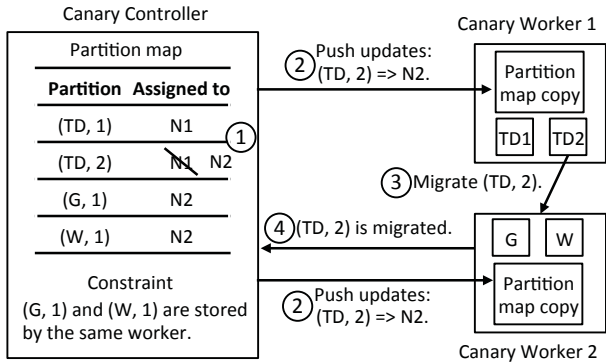 Canary Controller
Partition map
Partition Assigned to
(TD, 1) N1
1
(TD, 2) N1 N2
(G, 1) N2
(W, 1) N2
Constraint
(G, 1) and (W, 1) are stored
by the same worker.
2 Push updates:
(TD, 2) => N2.
3 Migrate (TD, 2).
4 (TD, 2) is migrated.
2 Push updates:
(TD, 2) => N2.
Canary Worker 1
Partition
map copy
TD1 TD2
G W
Partition
map copy
Canary Worker 2